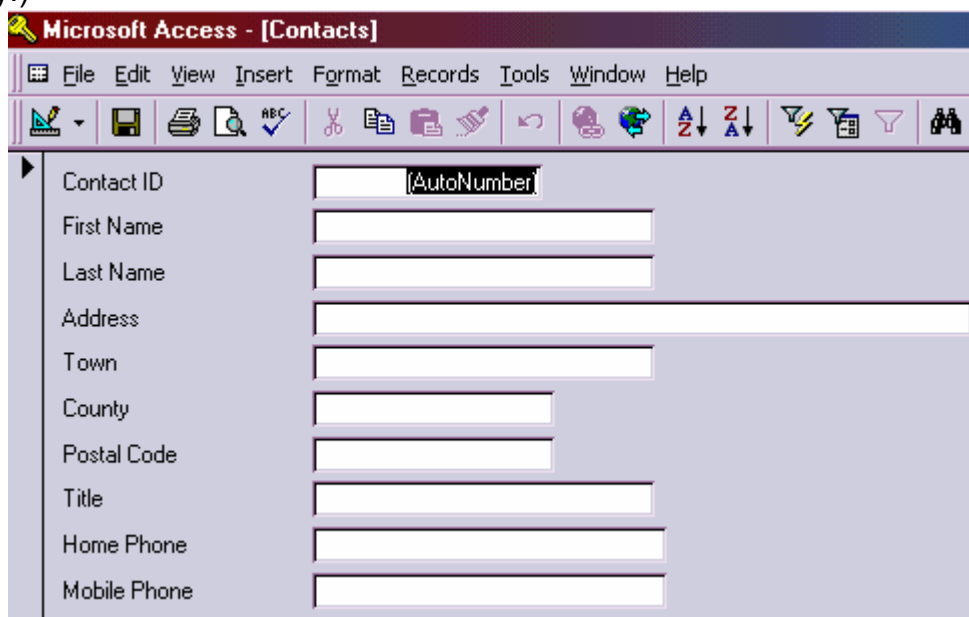 Microsoft Access - [Contacts]
File Edit View Insert Format Records Tools Window Help
ABC A Z Z A
Contact ID (AutoNumber)
First Name
Last Name
Address
Town
County
Postal Code
Title
Home Phone
Mobile Phone